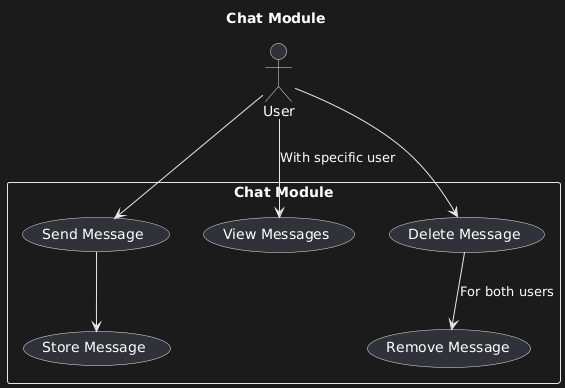 Chat Module
User
With specific user
Chat Module
Send Message
View Messages
Delete Message
For both users
Store Message
Remove Message